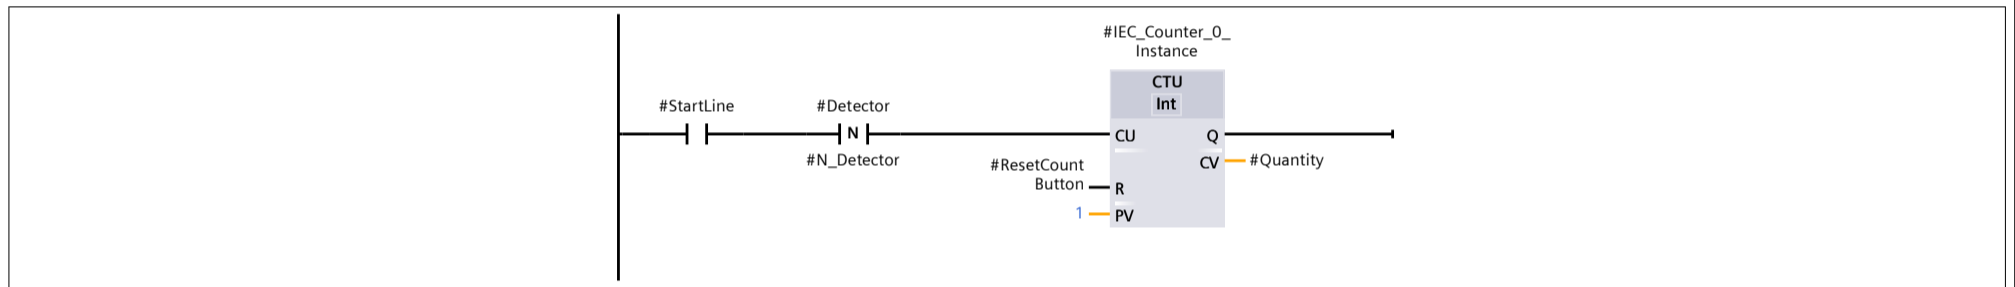 #IEC_Counter_0_
Instance
CTU
Int
#StartLine
#Detector
N
#N_Detector
CU
Q
#ResetCount
Button
R
CV
#Quantity
1
PV